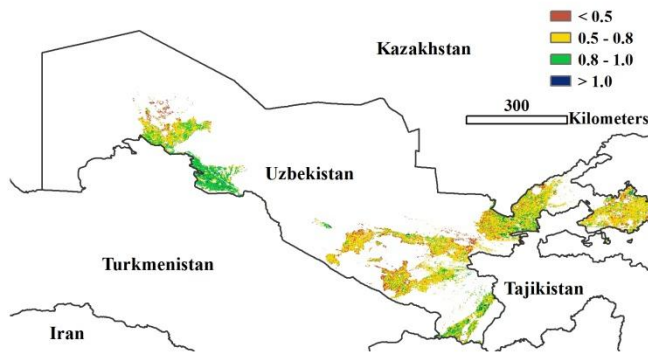 < 0.5
0.5 - 0.8
0.8 - 1.0
> 1.0
Kazakhstan
300
Kilometers
Uzbekistan
Turkmenistan
Tajikistan
Iran